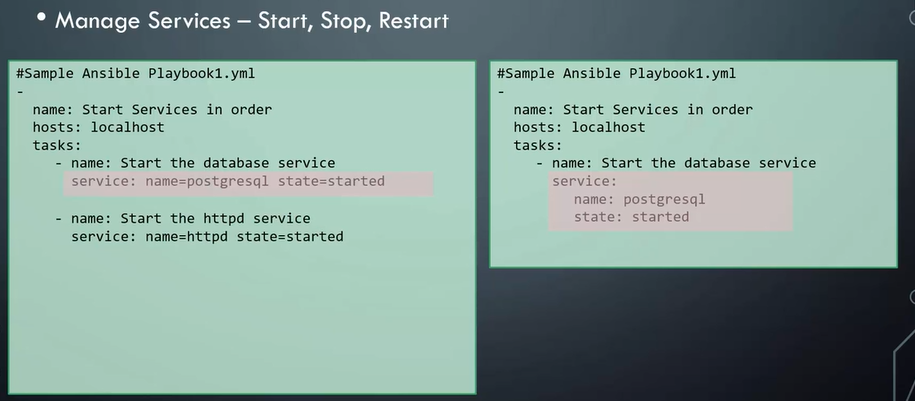 • Manage Services – Start, Stop, Restart
#Sample Ansible Playbook1.yml
-
  name: Start Services in order
  hosts: localhost
  tasks:
     - name: Start the database service
       service: name=postgresql state=started

     - name: Start the httpd service
       service: name=httpd state=started
#Sample Ansible Playbook1.yml
-
  name: Start Services in order
  hosts: localhost
  tasks:
     - name: Start the database service
       service:
          name: postgresql
          state: started